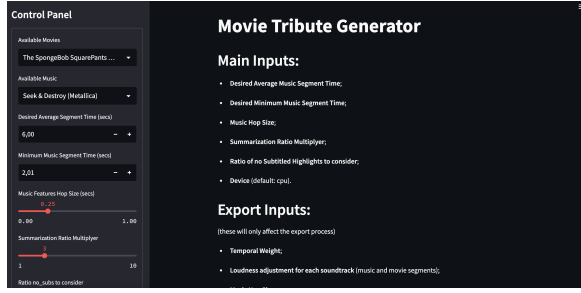 Control Panel
Available Movies
The SpongeBob SquarePants ...
Available Music
Seek & Destroy (Metallica)
Desired Average Segment Time (secs)
6,00
Minimum Music Segment Time (secs)
2,01
Music Features Hop Size (secs)
0.25
0.00 1.00
Summarization Ratio Multiplyer
3
1 10
Ratio no_subs to consider
Movie Tribute Generator
Main Inputs:
Desired Average Music Segment Time;
Desired Minimum Music Segment Time;
Music Hop Size;
Summarization Ratio Multiplyer;
Ratio of no Subtitled Highlights to consider;
Device (default: cpu).
Export Inputs:
(these will only affect the export process)
Temporal Weight;
Loudness adjustment for each soundtrack (music and movie segments);